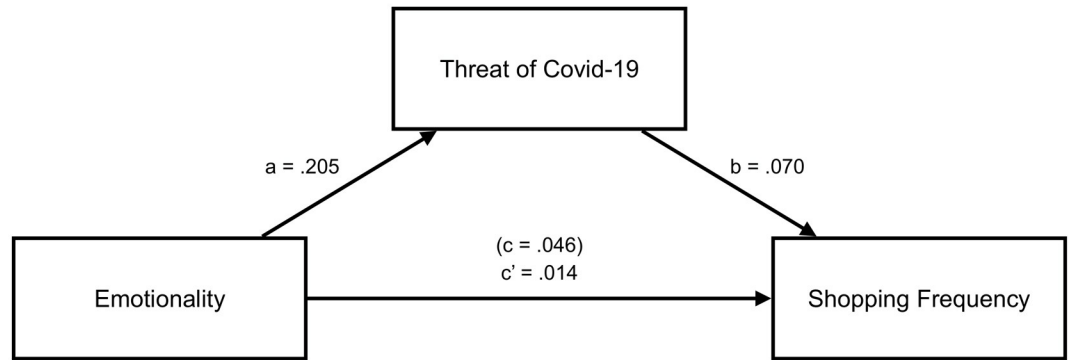 Threat of Covid-19
a = .205
b = .070
(c = .046)
c’ = .014
Emotionality
Shopping Frequency